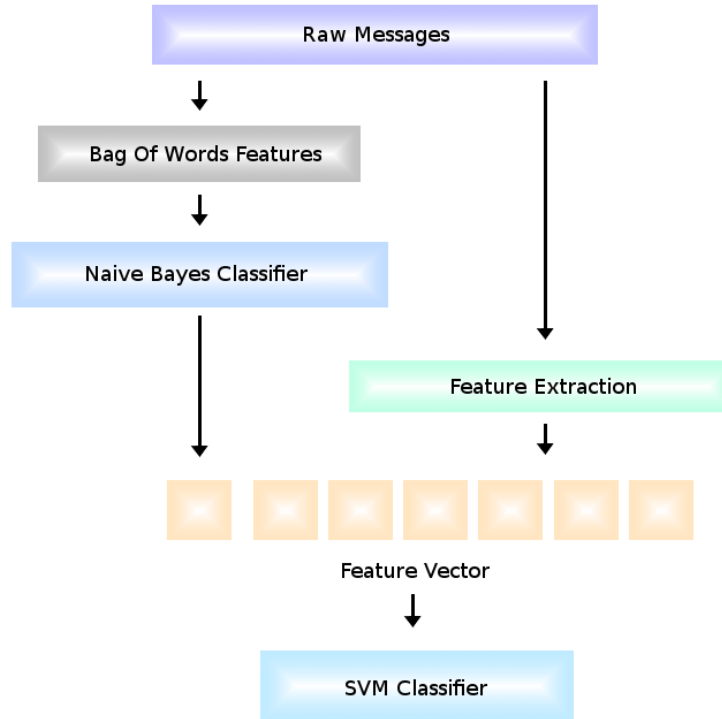 Raw Messages
Bag Of Words Features
Naive Bayes Classifier
Feature Extraction
Feature Vector
SVM Classifier